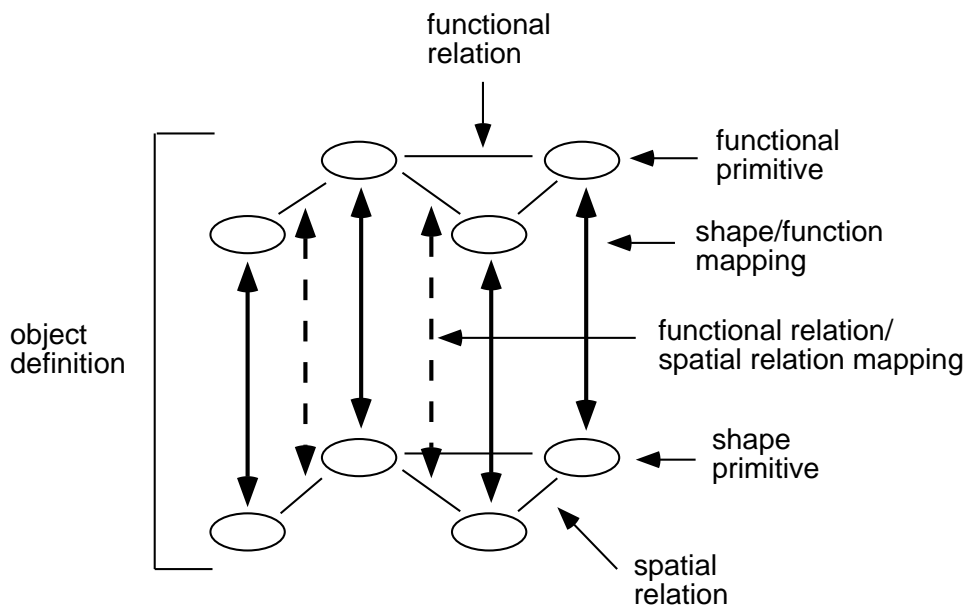 functional
relation
functional
primitive
shape/function
mapping
object
definition
functional relation/
spatial relation mapping
shape
primitive
spatial
relation